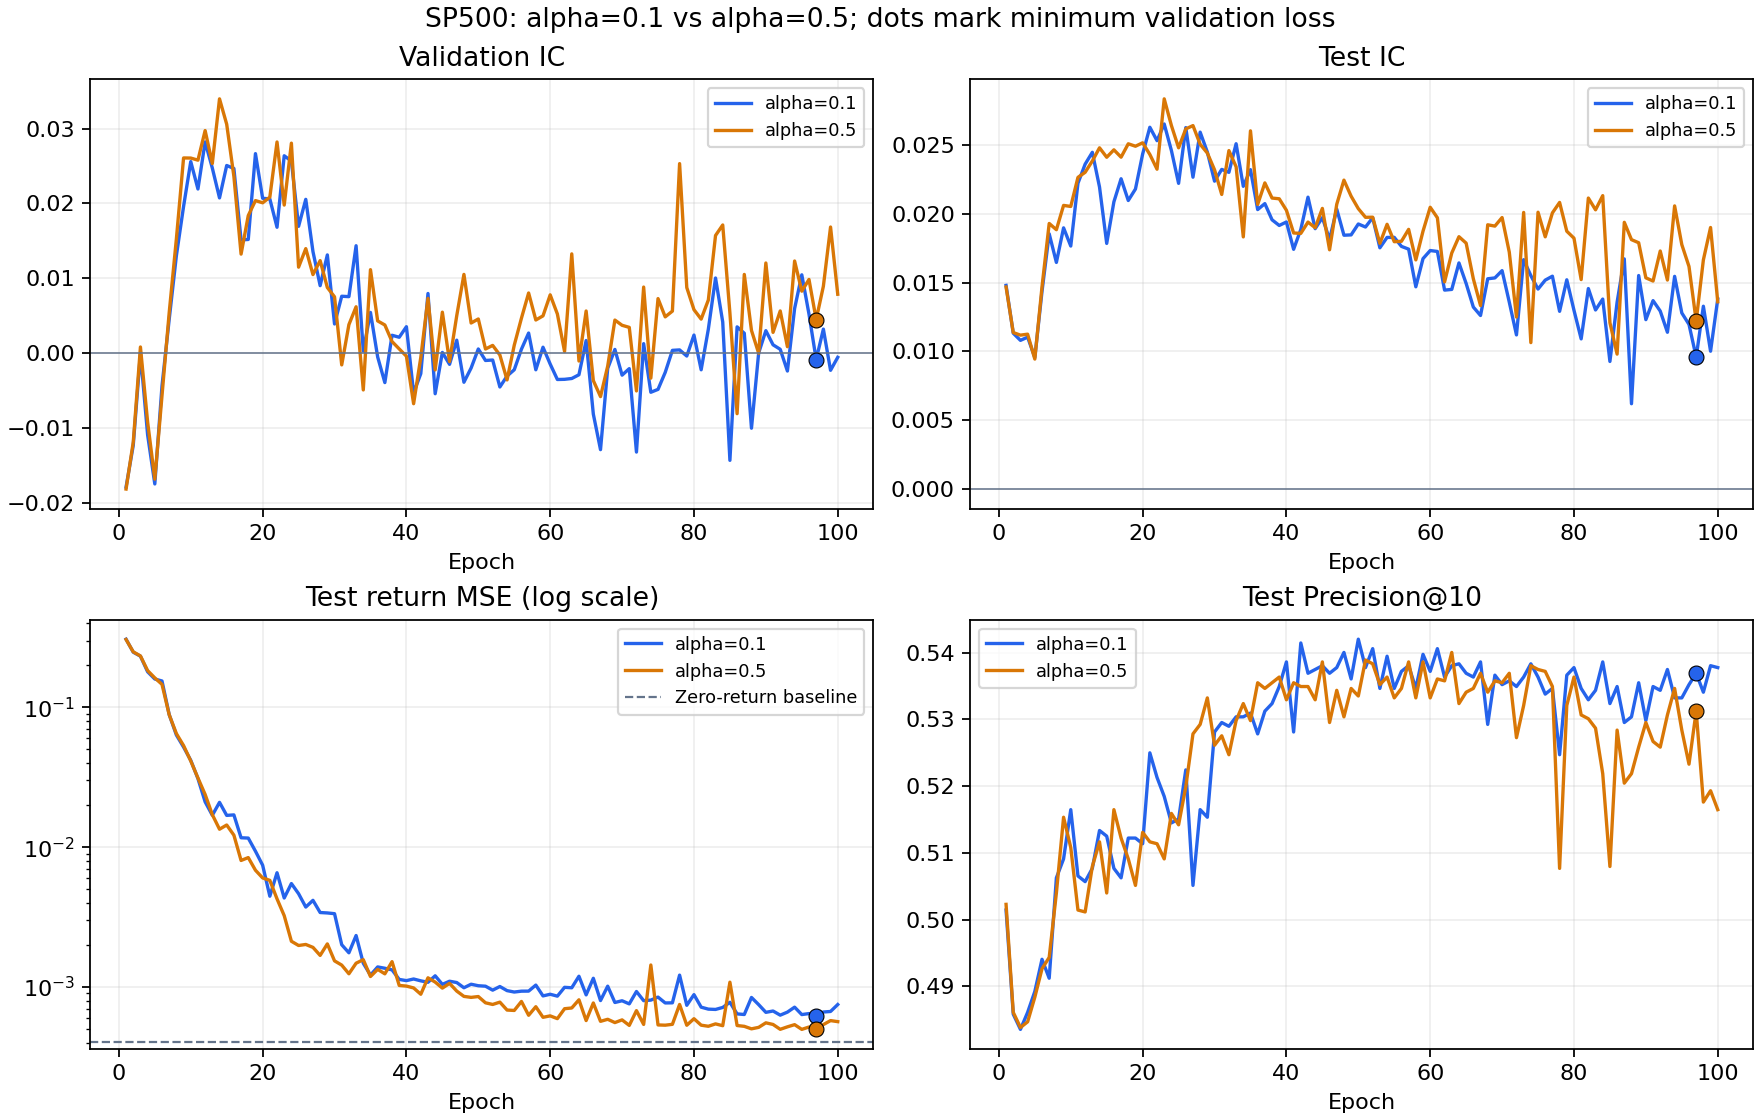 SP500: alpha=0.1 vs alpha=0.5; dots mark minimum validation loss
Validation IC
alpha=0.1
alpha=0.5
0.03
0.02
0.01
0.00
−0.01
−0.02
0 20 40 60 80 100
Epoch
Test IC
alpha=0.1
alpha=0.5
0.025
0.020
0.015
0.010
0.005
0.000
0 20 40 60 80 100
Epoch
Test return MSE (log scale)
alpha=0.1
alpha=0.5
Zero-return baseline
10⁻¹
10⁻²
10⁻³
0 20 40 60 80 100
Epoch
Test Precision@10
alpha=0.1
alpha=0.5
0.54
0.53
0.52
0.51
0.50
0.49
0 20 40 60 80 100
Epoch